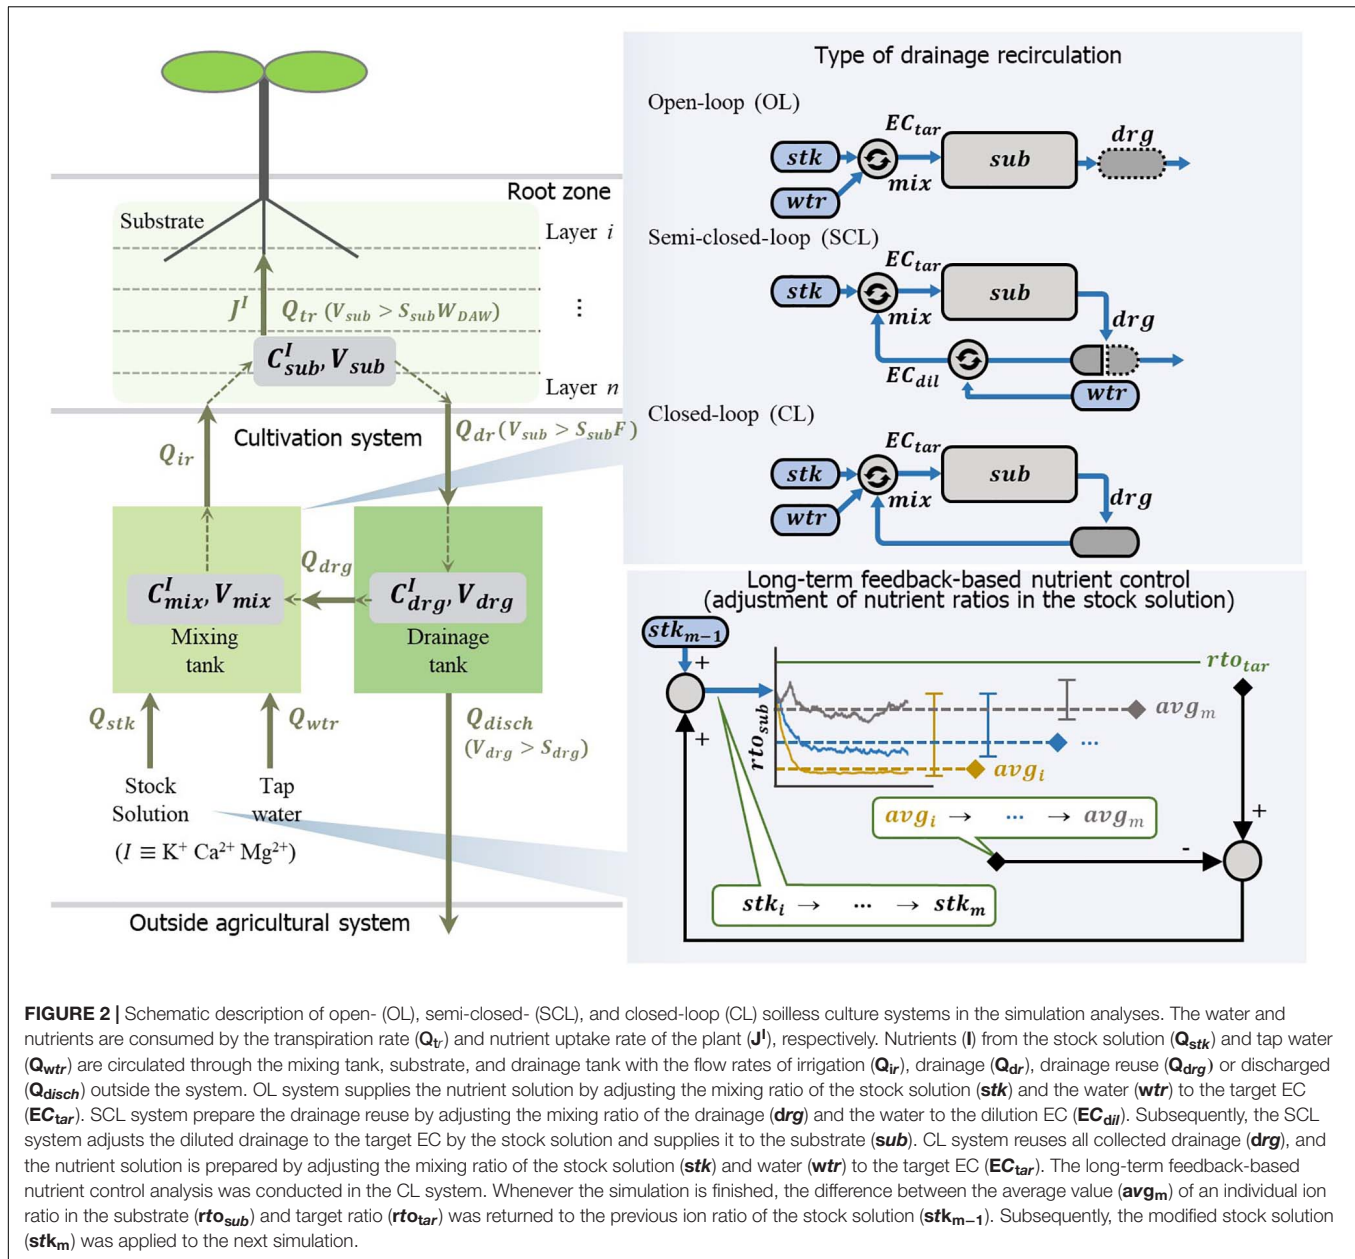 Root zone
Substrate
Layer i
J^I Q_tr (V_sub > S_sub W_DAW)
⋮
C^I_sub, V_sub
Layer n
Cultivation system
Q_ir
Q_dr (V_sub > S_sub F)
Q_drg
C^I_mix, V_mix
Mixing
tank
C^I_drg, V_drg
Drainage
tank
Q_stk
Q_wtr
Q_disch
(V_drg > S_drg)
Stock
Solution
Tap
water
(I ≡ K⁺ Ca²⁺ Mg²⁺)
Outside agricultural system
Type of drainage recirculation
Open-loop (OL)
EC_tar
drg
stk
sub
mix
wtr
Semi-closed-loop (SCL)
EC_tar
stk
sub
mix
drg
EC_dil
wtr
Closed-loop (CL)
EC_tar
stk
sub
mix
drg
wtr
Long-term feedback-based nutrient control
(adjustment of nutrient ratios in the stock solution)
stk_m−1
+
rto_tar
avg_m
+
rto_sub
...
avg_i
avg_i → ... → avg_m
+
-
stk_i → ... → stk_m
FIGURE 2 | Schematic description of open- (OL), semi-closed- (SCL), and closed-loop (CL) soilless culture systems in the simulation analyses. The water and
nutrients are consumed by the transpiration rate (Q_tr) and nutrient uptake rate of the plant (J^I), respectively. Nutrients (I) from the stock solution (Q_stk) and tap water
(Q_wtr) are circulated through the mixing tank, substrate, and drainage tank with the flow rates of irrigation (Q_ir), drainage (Q_dr), drainage reuse (Q_drg) or discharged
(Q_disch) outside the system. OL system supplies the nutrient solution by adjusting the mixing ratio of the stock solution (stk) and the water (wtr) to the target EC
(EC_tar). SCL system prepare the drainage reuse by adjusting the mixing ratio of the drainage (drg) and the water to the dilution EC (EC_dil). Subsequently, the SCL
system adjusts the diluted drainage to the target EC by the stock solution and supplies it to the substrate (sub). CL system reuses all collected drainage (drg), and
the nutrient solution is prepared by adjusting the mixing ratio of the stock solution (stk) and water (wtr) to the target EC (EC_tar). The long-term feedback-based
nutrient control analysis was conducted in the CL system. Whenever the simulation is finished, the difference between the average value (avg_m) of an individual ion
ratio in the substrate (rto_sub) and target ratio (rto_tar) was returned to the previous ion ratio of the stock solution (stk_m−1). Subsequently, the modified stock solution
(stk_m) was applied to the next simulation.